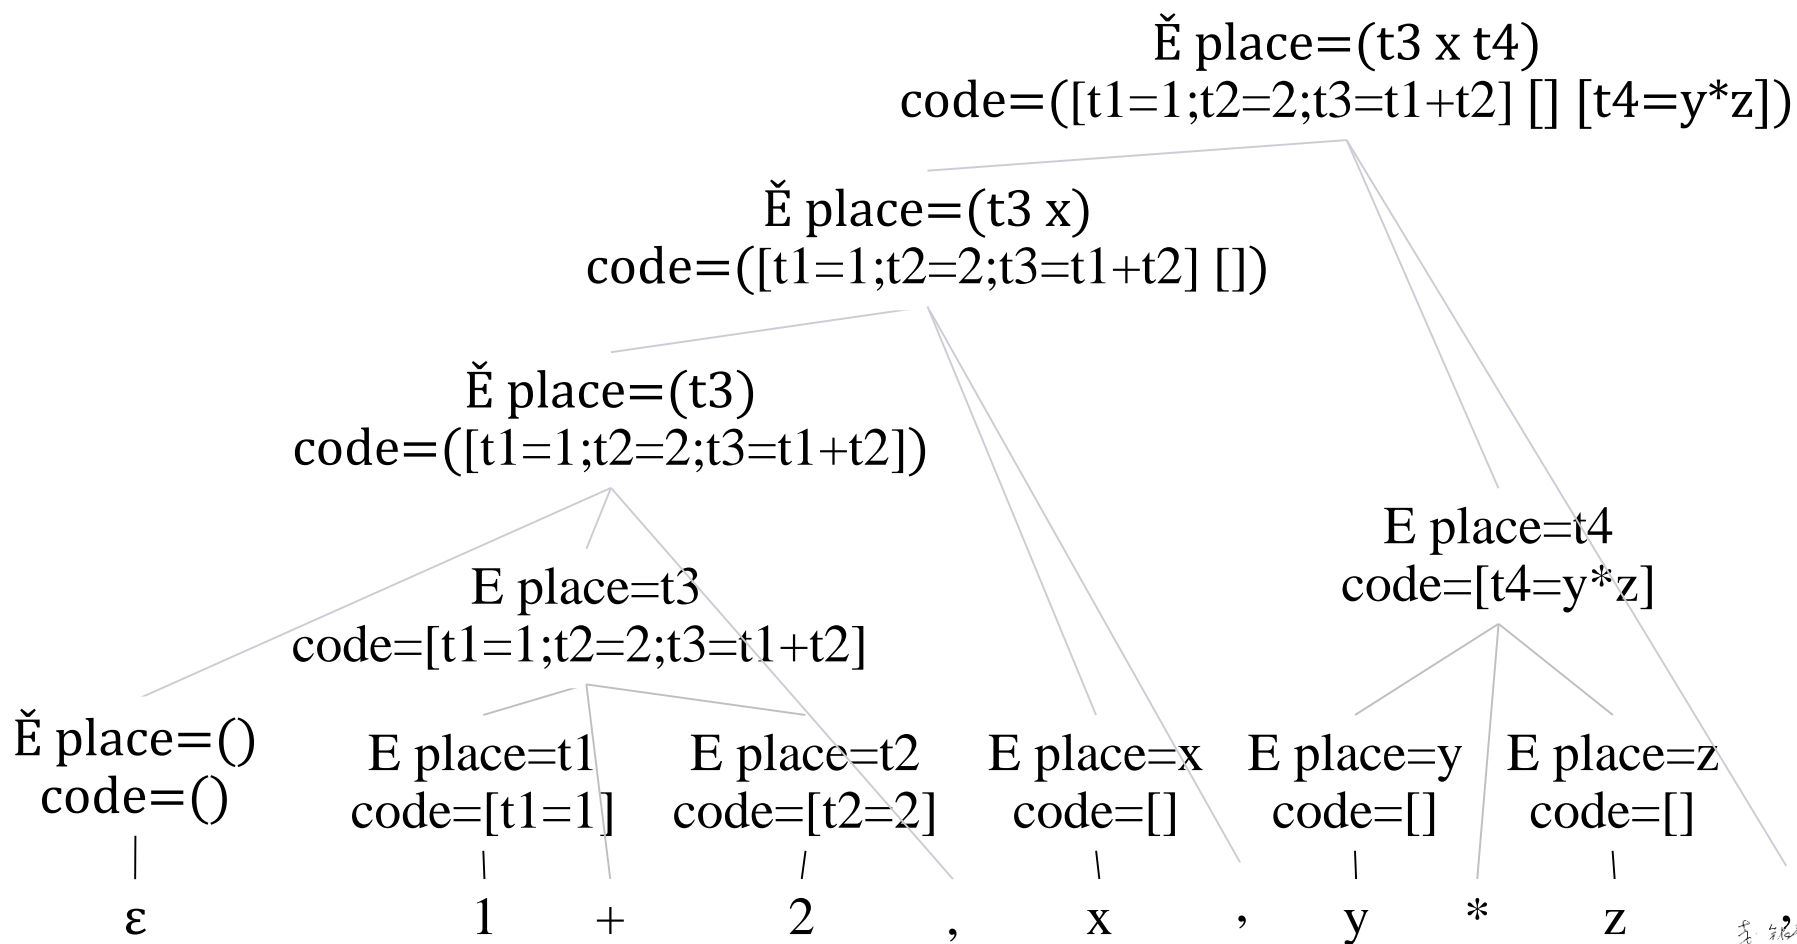 Ě place=(t3 x t4)
code=([t1=1;t2=2;t3=t1+t2] [] [t4=y*z])
Ě place=(t3 x)
code=([t1=1;t2=2;t3=t1+t2] [])
Ě place=(t3)
code=([t1=1;t2=2;t3=t1+t2])
E place=t4
code=[t4=y*z]
E place=t3
code=[t1=1;t2=2;t3=t1+t2]
Ě place=()
code=()
E place=t1
code=[t1=1]
E place=t2
code=[t2=2]
E place=x
code=[]
E place=y
code=[]
E place=z
code=[]
ε 1 + 2 , x , y * z ,